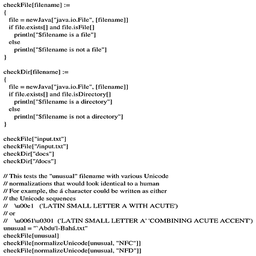 checkFile[filename] :=
{
file = newJava["java.io.File", [filename]]
if file.exists[] and file.isFile[]
println["$filename is a file"]
else
println["$filename is not a file"]
}
checkDir[filename] :=
{
file = newJava["java.io.File", [filename]]
if file.exists[] and file.isDirectory[]
println["$filename is a directory"]
else
println["$filename is not a directory"]
}
checkFile["input.txt"]
checkFile["/input.txt"]
checkDir["docs"]
checkDir["/docs"]
// This tests the "unusual" filename with various Unicode
// normalizations that would look identical to a human
// For example, the á character could be written as either
// the Unicode sequences
// \u00e1 ('LATIN SMALL LETTER A WITH ACUTE')
// or
// \u0061\u0301 ('LATIN SMALL LETTER A' 'COMBINING ACUTE ACCENT')
unusual = "`Abdu'l-Bahá.txt"
checkFile[unusual]
checkFile[normalizeUnicode[unusual, "NFC"]]
checkFile[normalizeUnicode[unusual, "NFD"]]